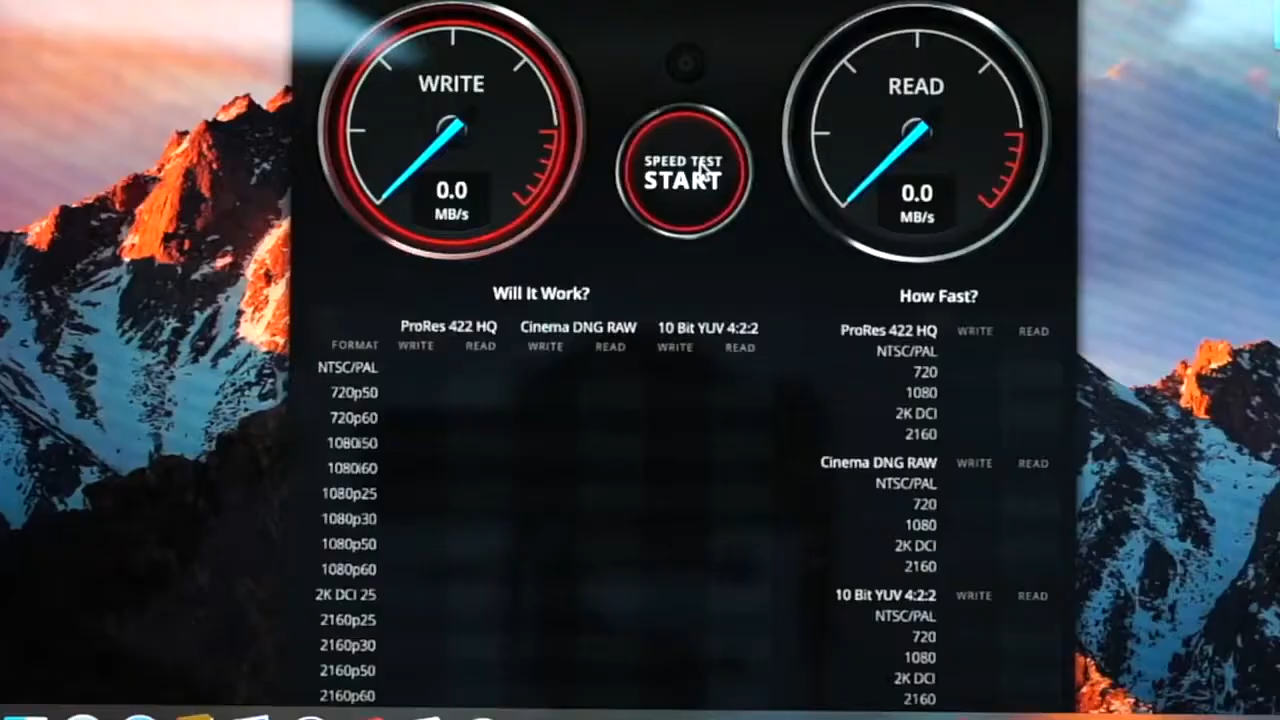 WRITE
0.0
MB/s
SPEED TEST
START
READ
0.0
MB/s
Will It Work?
ProRes 422 HQ Cinema DNG RAW 10 Bit YUV 4:2:2
FORMAT WRITE READ WRITE READ WRITE READ
NTSC/PAL
720p50
720p60
1080i50
1080i60
1080p25
1080p30
1080p50
1080p60
2K DCI 25
2160p25
2160p30
2160p50
2160p60
How Fast?
ProRes 422 HQ WRITE READ
NTSC/PAL
720
1080
2K DCI
2160
Cinema DNG RAW WRITE READ
NTSC/PAL
720
1080
2K DCI
2160
10 Bit YUV 4:2:2 WRITE READ
NTSC/PAL
720
1080
2K DCI
2160